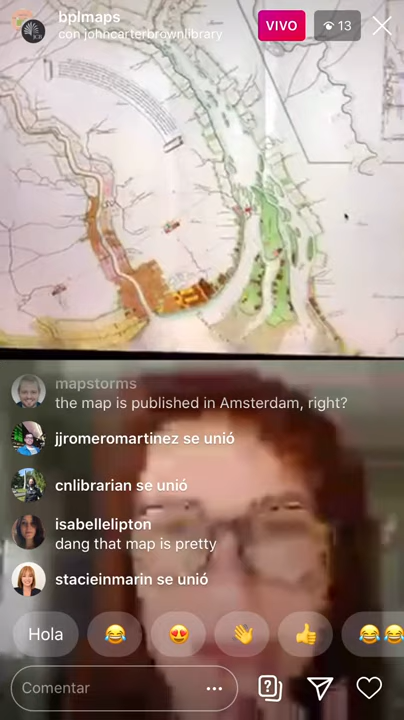 bplmaps
con johncarterbrownlibrary
VIVO
13
mapstorms
the map is published in Amsterdam, right?
jjromeromartinez se unió
cnlibrarian se unió
isabellelipton
dang that map is pretty
stacieinmarin se unió
Hola
Comentar